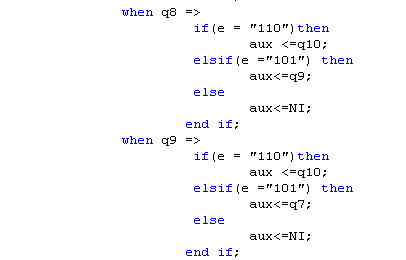 when q8 =>
if(e = "110")then
aux <=q10;
elsif(e ="101") then
aux<=q9;
else
aux<=NI;
end if;
when q9 =>
if(e = "110")then
aux <=q10;
elsif(e ="101") then
aux<=q7;
else
aux<=NI;
end if;